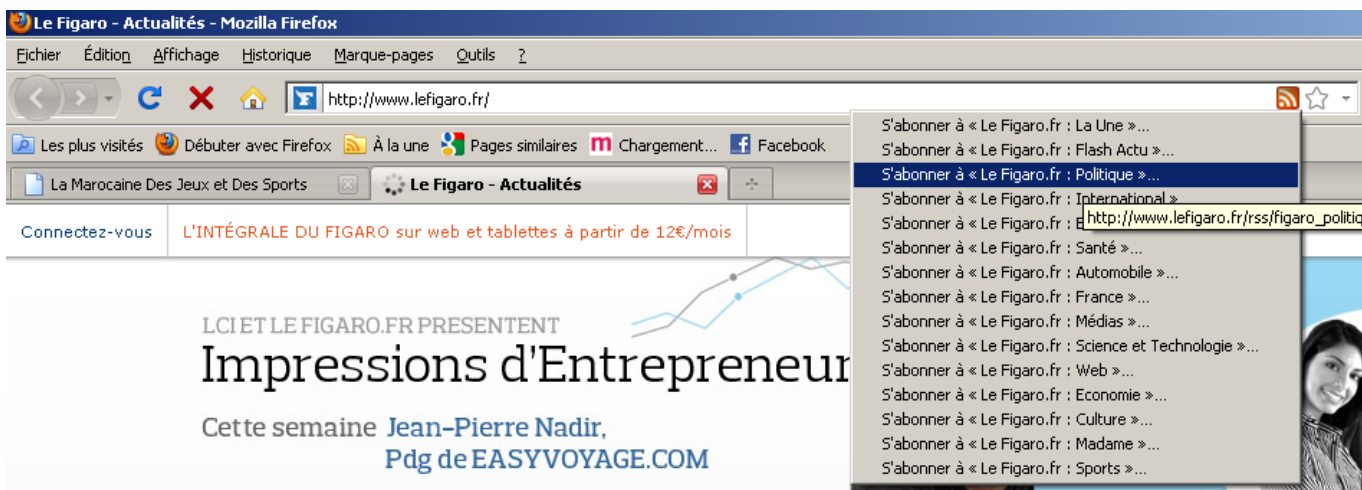 Le Figaro - Actualités - Mozilla Firefox
Fichier Édition Affichage Historique Marque-pages Outils ?
http://www.lefigaro.fr/
Les plus visités Débuter avec Firefox À la une Pages similaires Chargement... Facebook
La Marocaine Des Jeux et Des Sports Le Figaro - Actualités
Connectez-vous L'INTÉGRALE DU FIGARO sur web et tablettes à partir de 12€/mois
LCI ET LE FIGARO.FR PRESENTENT
Impressions d'Entrepreneur
Cette semaine Jean-Pierre Nadir,
Pdg de EASYVOYAGE.COM
S'abonner à « Le Figaro.fr : La Une »...
S'abonner à « Le Figaro.fr : Flash Actu »...
S'abonner à « Le Figaro.fr : Politique »...
S'abonner à « Le Figaro.fr : International »
S'abonner à « Le Figaro.fr : E
http://www.lefigaro.fr/rss/figaro_politiq
S'abonner à « Le Figaro.fr : Santé »...
S'abonner à « Le Figaro.fr : Automobile »...
S'abonner à « Le Figaro.fr : France »...
S'abonner à « Le Figaro.fr : Médias »...
S'abonner à « Le Figaro.fr : Science et Technologie »...
S'abonner à « Le Figaro.fr : Web »...
S'abonner à « Le Figaro.fr : Economie »...
S'abonner à « Le Figaro.fr : Culture »...
S'abonner à « Le Figaro.fr : Madame »...
S'abonner à « Le Figaro.fr : Sports »...